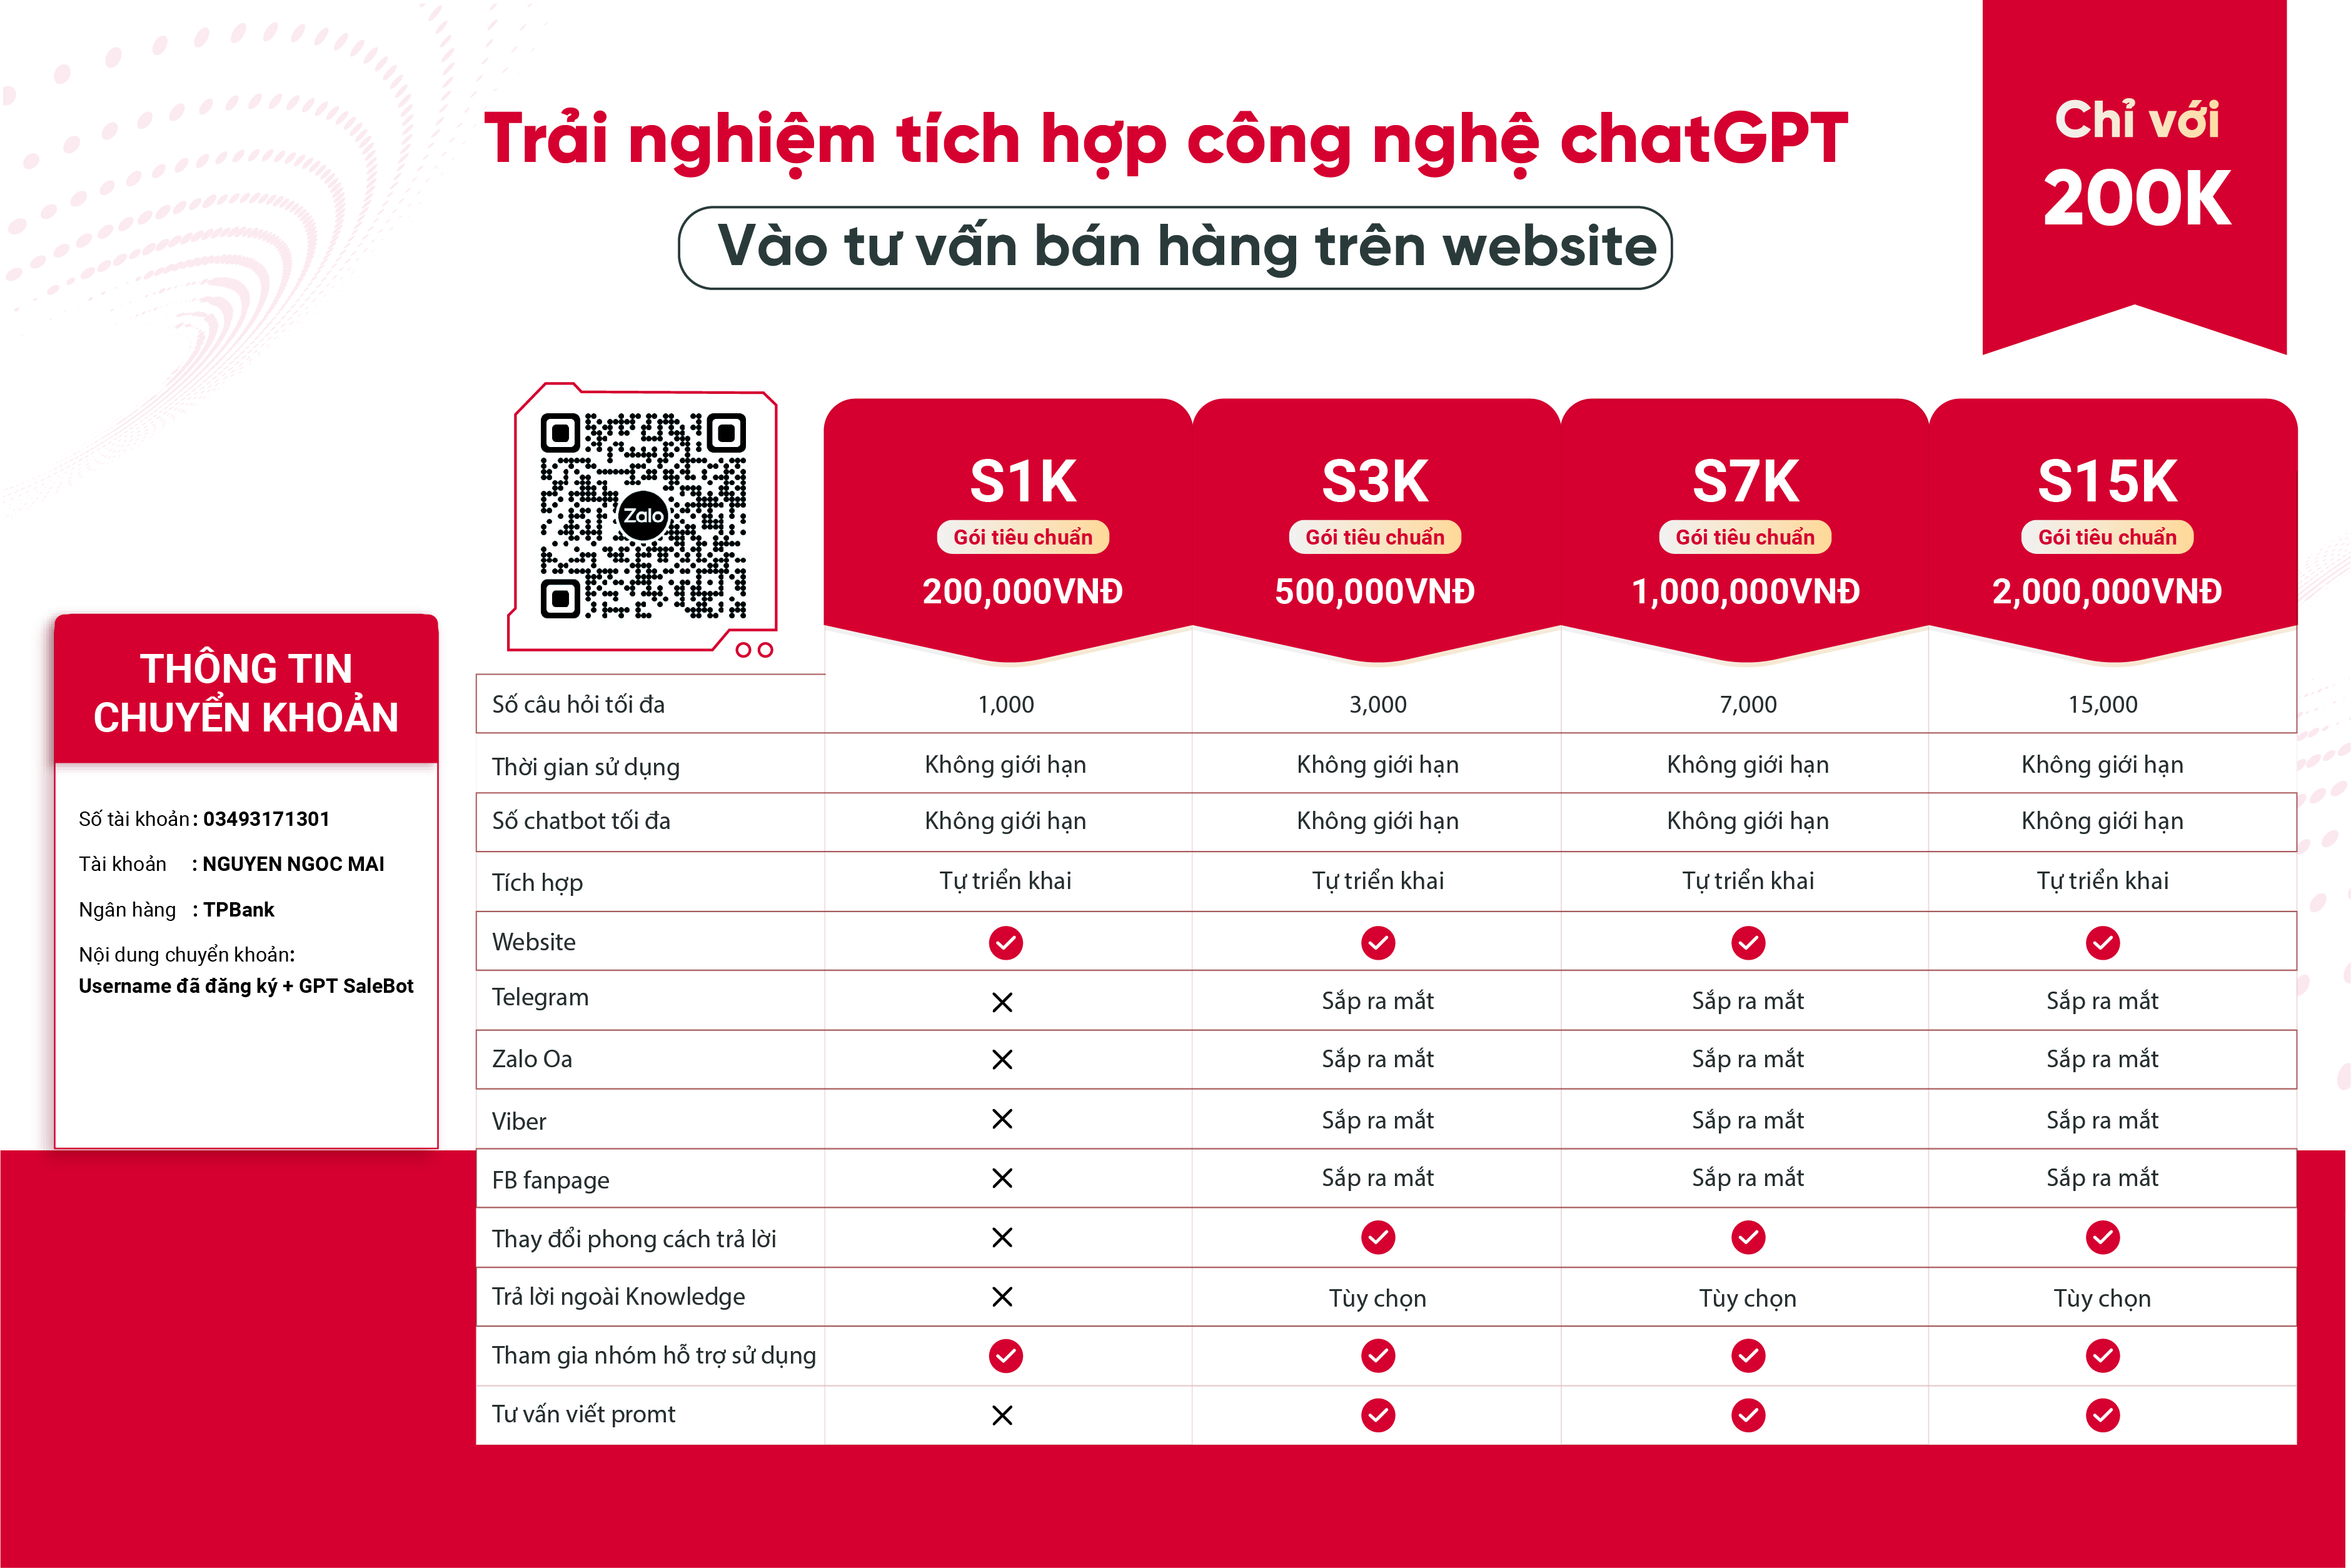 Trải nghiệm tích hợp công nghệ chatGPT
Vào tư vấn bán hàng trên website
Chỉ với
200K
Zalo
S1K
Gói tiêu chuẩn
200,000VNĐ
S3K
Gói tiêu chuẩn
500,000VNĐ
S7K
Gói tiêu chuẩn
1,000,000VNĐ
S15K
Gói tiêu chuẩn
2,000,000VNĐ
THÔNG TIN
CHUYỂN KHOẢN
Số tài khoản: 03493171301
Tài khoản : NGUYEN NGOC MAI
Ngân hàng : TPBank
Nội dung chuyển khoản:
Username đã đăng ký + GPT SaleBot
Số câu hỏi tối đa 1,000 3,000 7,000 15,000
Thời gian sử dụng Không giới hạn Không giới hạn Không giới hạn Không giới hạn
Số chatbot tối đa Không giới hạn Không giới hạn Không giới hạn Không giới hạn
Tích hợp Tự triển khai Tự triển khai Tự triển khai Tự triển khai
Website
Telegram Sắp ra mắt Sắp ra mắt Sắp ra mắt
Zalo Oa Sắp ra mắt Sắp ra mắt Sắp ra mắt
Viber Sắp ra mắt Sắp ra mắt Sắp ra mắt
FB fanpage Sắp ra mắt Sắp ra mắt Sắp ra mắt
Thay đổi phong cách trả lời
Trả lời ngoài Knowledge Tùy chọn Tùy chọn Tùy chọn
Tham gia nhóm hỗ trợ sử dụng
Tư vấn viết promt